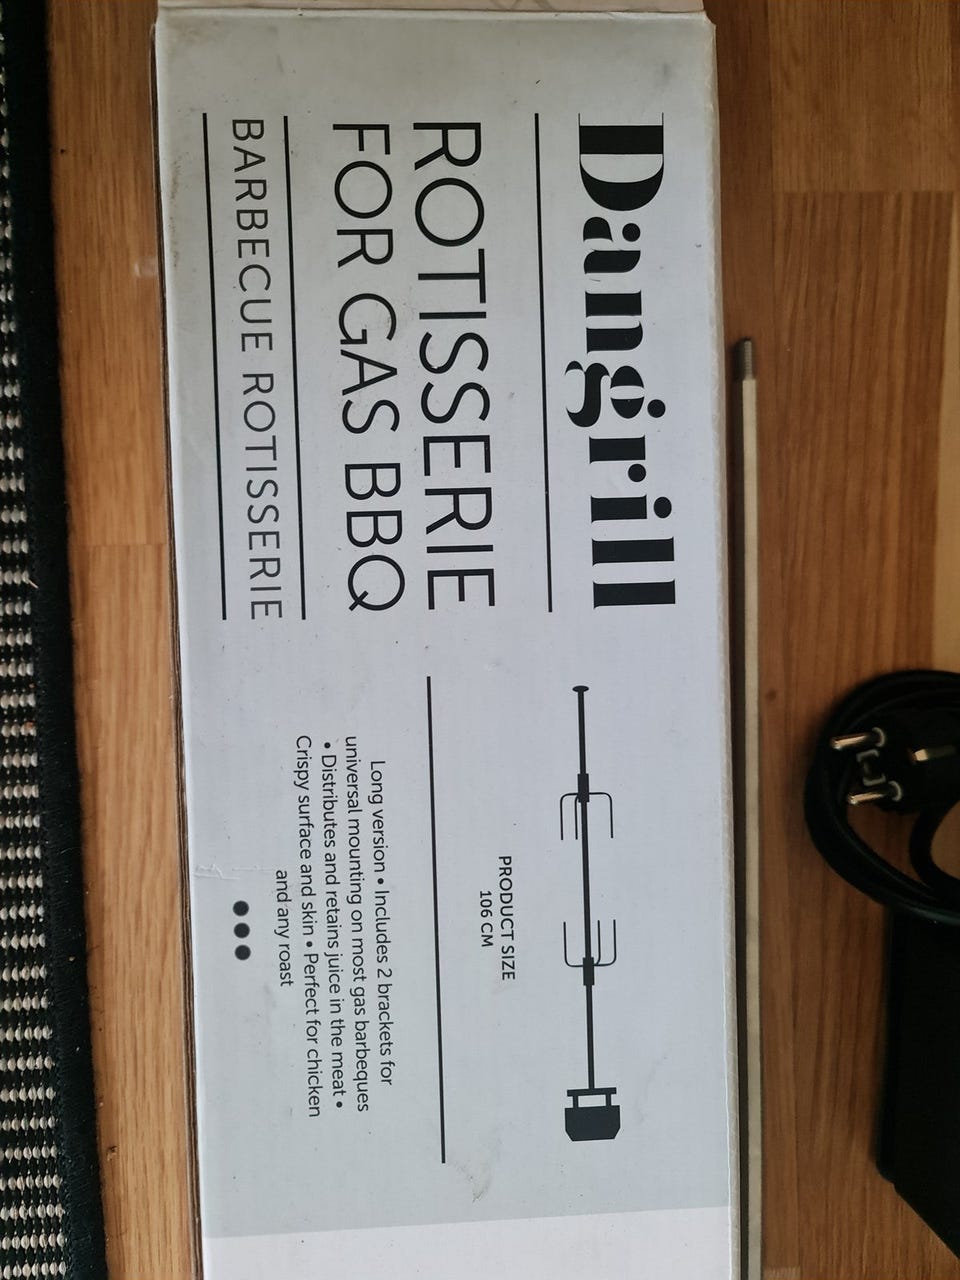 Dangrill
ROTISSERIE
FOR GAS BBQ
BARBECUE ROTISSERIE
PRODUCT SIZE
106 CM
Long version • Includes 2 brackets for
universal mounting on most gas barbeques
• Distributes and retains juice in the meat •
Crispy surface and skin • Perfect for chicken
and any roast